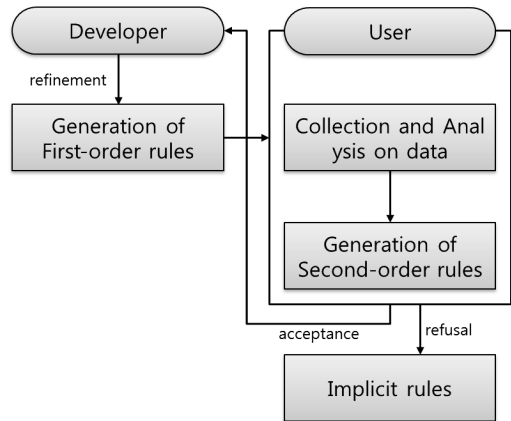 Developer
User
refinement
Generation of
First-order rules
Collection and Anal
ysis on data
Generation of
Second-order rules
acceptance
refusal
Implicit rules